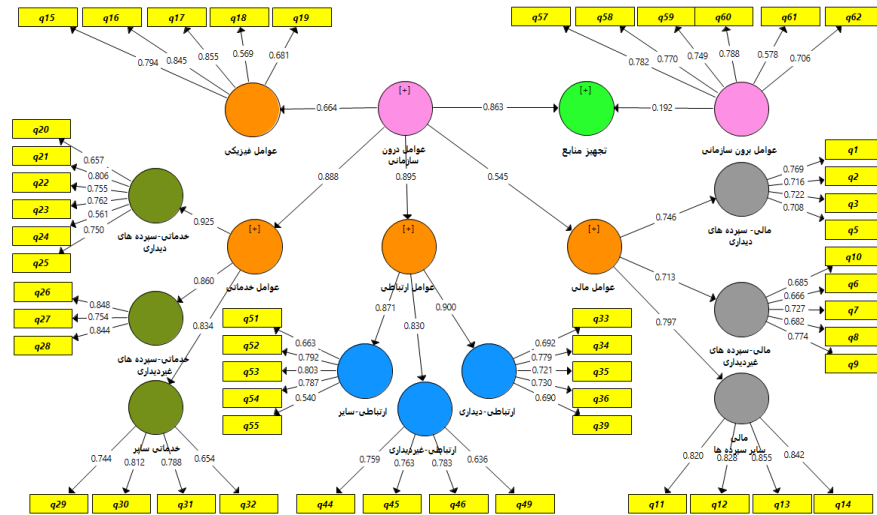 q15
q16
q17
q18
q19
q57
q58
q59
q60
q61
q62
0.794
0.845
0.855
0.569
0.681
0.782
0.770
0.749
0.788
0.578
0.706
[+]
[+]
0.664
0.863
0.192
عوامل فیزیکی
عوامل درون
سازمانی
تجهیز منابع
عوامل برون سازمانی
q20
q21
q22
q23
q24
q25
0.657
0.806
0.755
0.762
0.561
0.750
خدماتی-سپرده های
دیداری
0.925
0.888
0.895
0.545
0.746
q1
q2
q3
q5
0.769
0.716
0.722
0.708
مالی- سپرده های
دیداری
[+]
[+]
[+]
عوامل خدماتی
عوامل ارتباطی
عوامل مالی
0.860
0.834
0.871
0.830
0.900
0.713
0.797
q26
q27
q28
0.848
0.754
0.844
خدماتی-سپرده های
غیردیداری
q10
q6
q7
q8
q9
0.685
0.666
0.727
0.682
0.774
مالی-سپرده های
غیردیداری
q51
q52
q53
q54
q55
0.663
0.792
0.803
0.787
0.540
ارتباطی-سایر
q33
q34
q35
q36
q39
0.692
0.779
0.721
0.730
0.690
ارتباطی-دیداری
ارتباطی-غیردیداری
خدماتی سایر
مالی
سایر سپرده ها
0.744
0.812
0.788
0.654
0.759
0.763
0.783
0.636
0.820
0.828
0.855
0.842
q29
q30
q31
q32
q44
q45
q46
q49
q11
q12
q13
q14